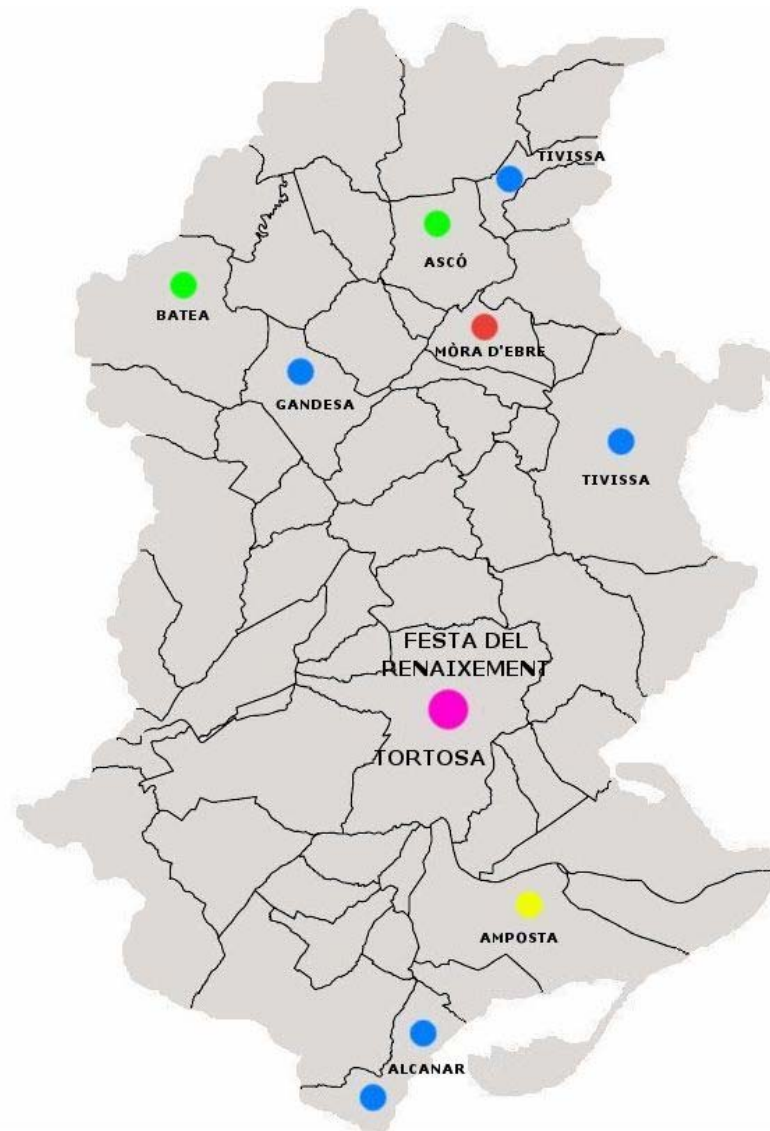 TIVISSA
ASCÓ
BATEA
MÒRA D'EBRE
GANDESA
TIVISSA
FESTA DEL
RENAIXEMENT
TORTOSA
AMPOSTA
ALCANAR